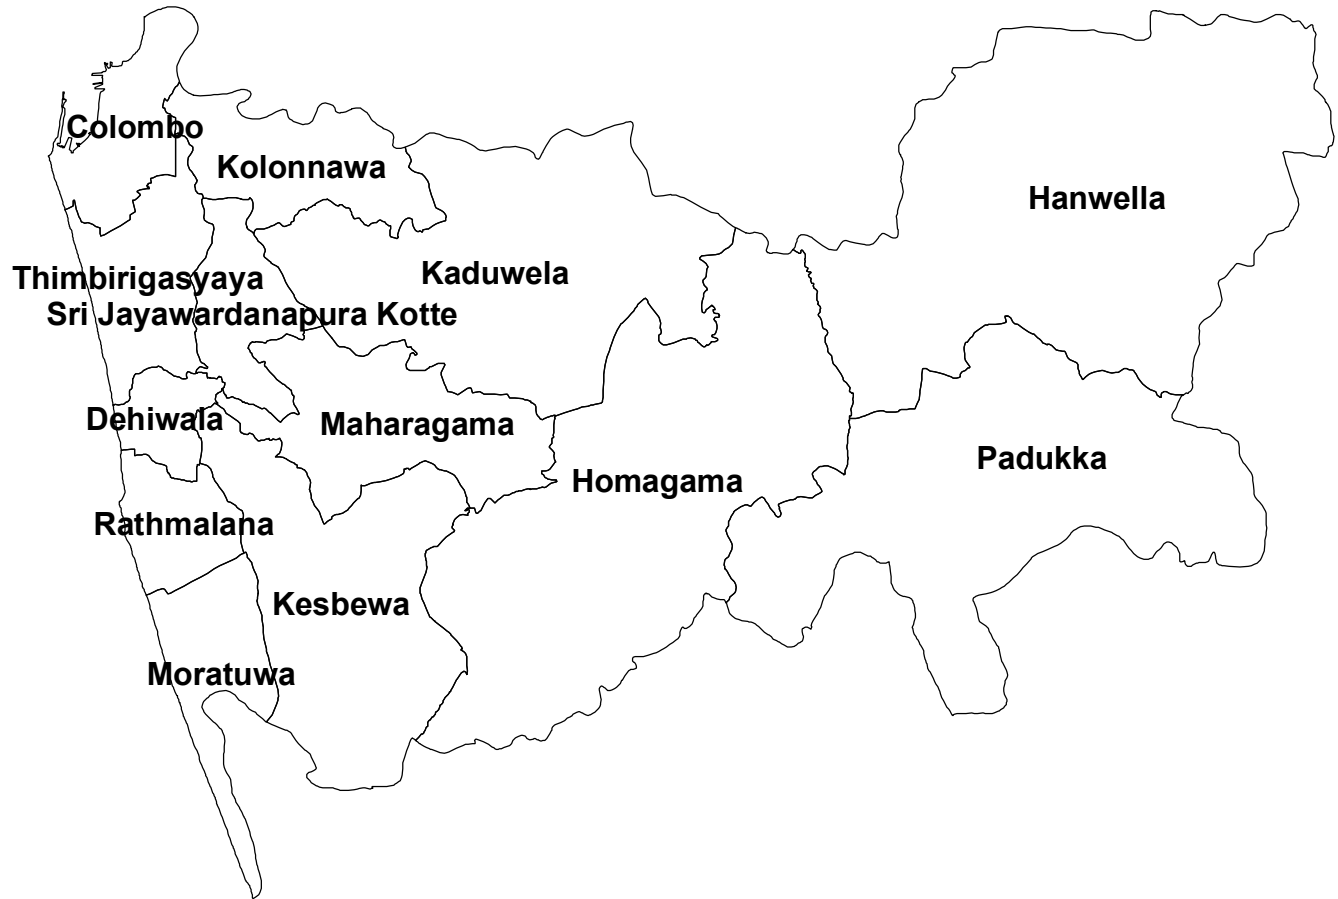 Colombo
Kolonnawa
Hanwella
Thimbirigasyaya
Kaduwela
Sri Jayawardanapura Kotte
Dehiwala
Maharagama
Padukka
Homagama
Rathmalana
Kesbewa
Moratuwa